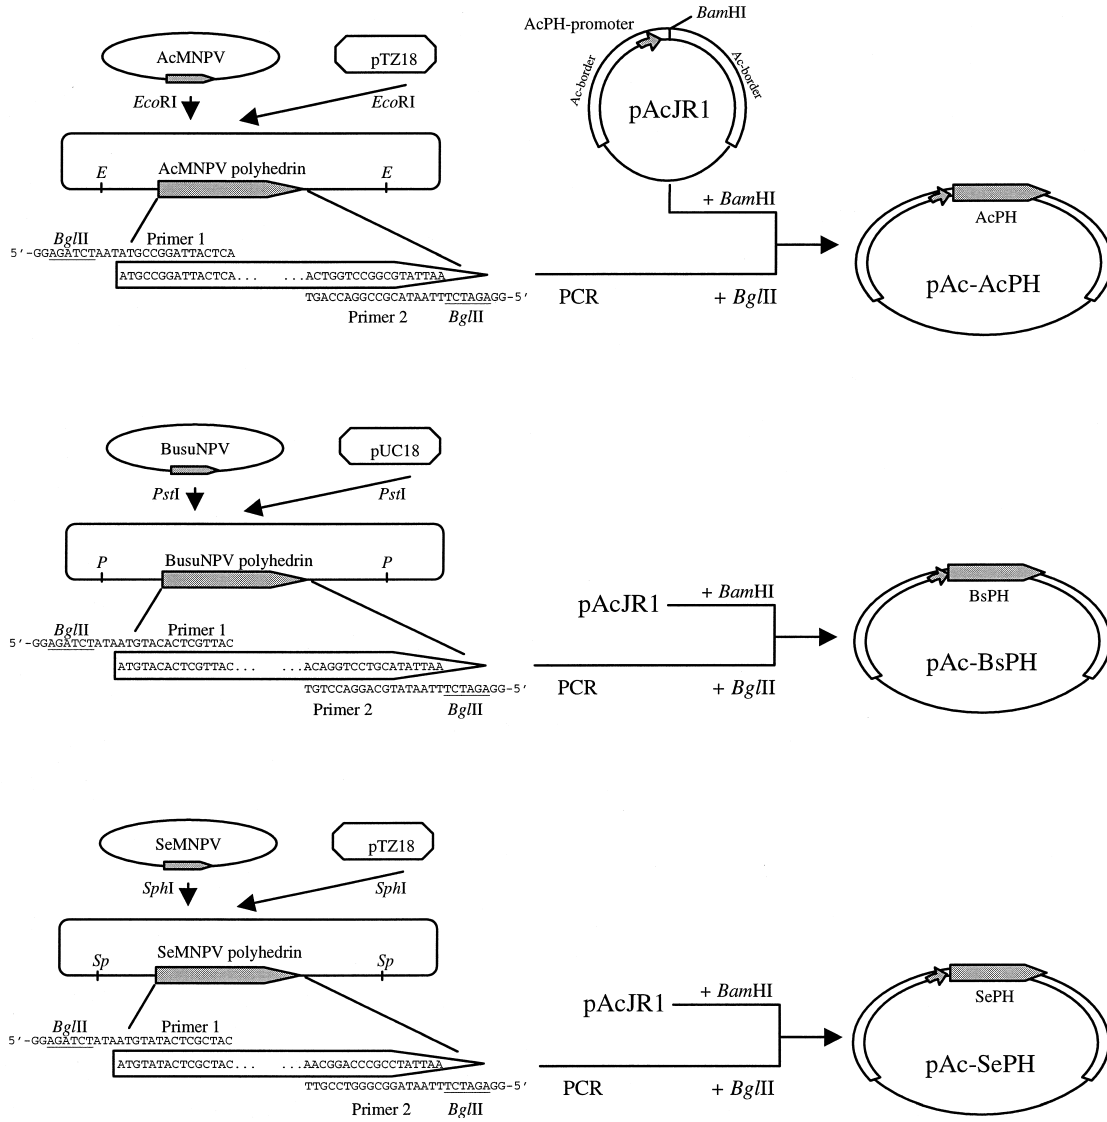 AcMNPV
pTZ18
EcoRI
EcoRI
AcMNPV polyhedrin
E
E
BglII
Primer 1
5’-GGAGATCTAATATGCCGGATTACTCA
ATGCCGGATTACTCA... ...ACTGGTCCGGCGTATTAA
TGACCAGGCCGCATAATTTCTAGAGG-5’
Primer 2
BglII
AcPH-promoter
BamHI
Ac-border
Ac-border
pAcJR1
+ BamHI
PCR
+ BglII
AcPH
pAc-AcPH
BusuNPV
pUC18
PstI
PstI
BusuNPV polyhedrin
P
P
BglII
Primer 1
5’-GGAGATCTATAATGTACACTCGTTAC
ATGTACACTCGTTAC... ...ACAGGTCCTGCATATTAA
TGTCCAGGACGTATAATTTCTAGAGG-5’
Primer 2
BglII
pAcJR1
+ BamHI
PCR
+ BglII
BsPH
pAc-BsPH
SeMNPV
pTZ18
SphI
SphI
SeMNPV polyhedrin
Sp
Sp
BglII
Primer 1
5’-GGAGATCTATAATGTATACTCGCTAC
ATGTATACTCGCTAC... ...AACGGACCCGCCTATTAA
TTGCCTGGGCGGATAATTTCTAGAGG-5’
Primer 2
BglII
pAcJR1
+ BamHI
PCR
+ BglII
SePH
pAc-SePH